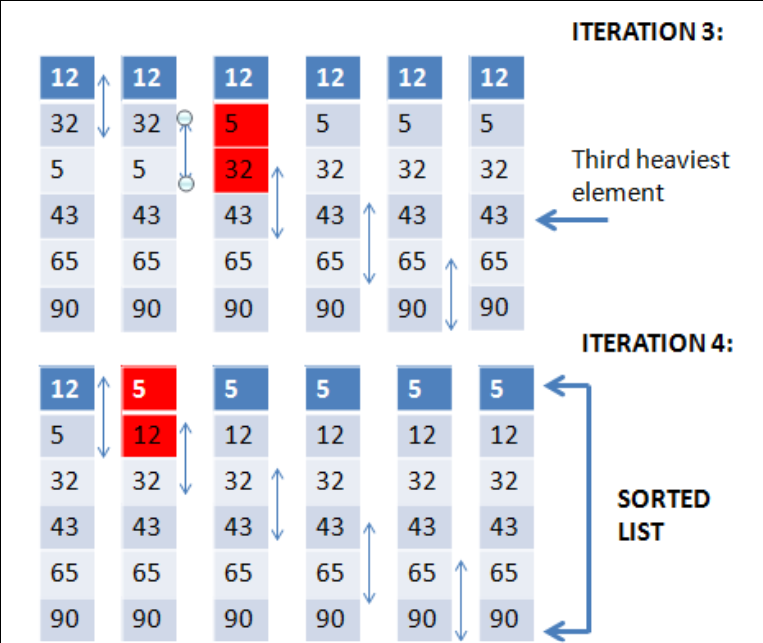 ITERATION 3:
12 12 12 12 12 12
32 32 5 5 5 5
5 5 32 32 32 32
Third heaviest
element
43 43 43 43 43 43
65 65 65 65 65 65
90 90 90 90 90 90
ITERATION 4:
12 5 5 5 5 5
5 12 12 12 12 12
32 32 32 32 32 32
SORTED
LIST
43 43 43 43 43 43
65 65 65 65 65 65
90 90 90 90 90 90